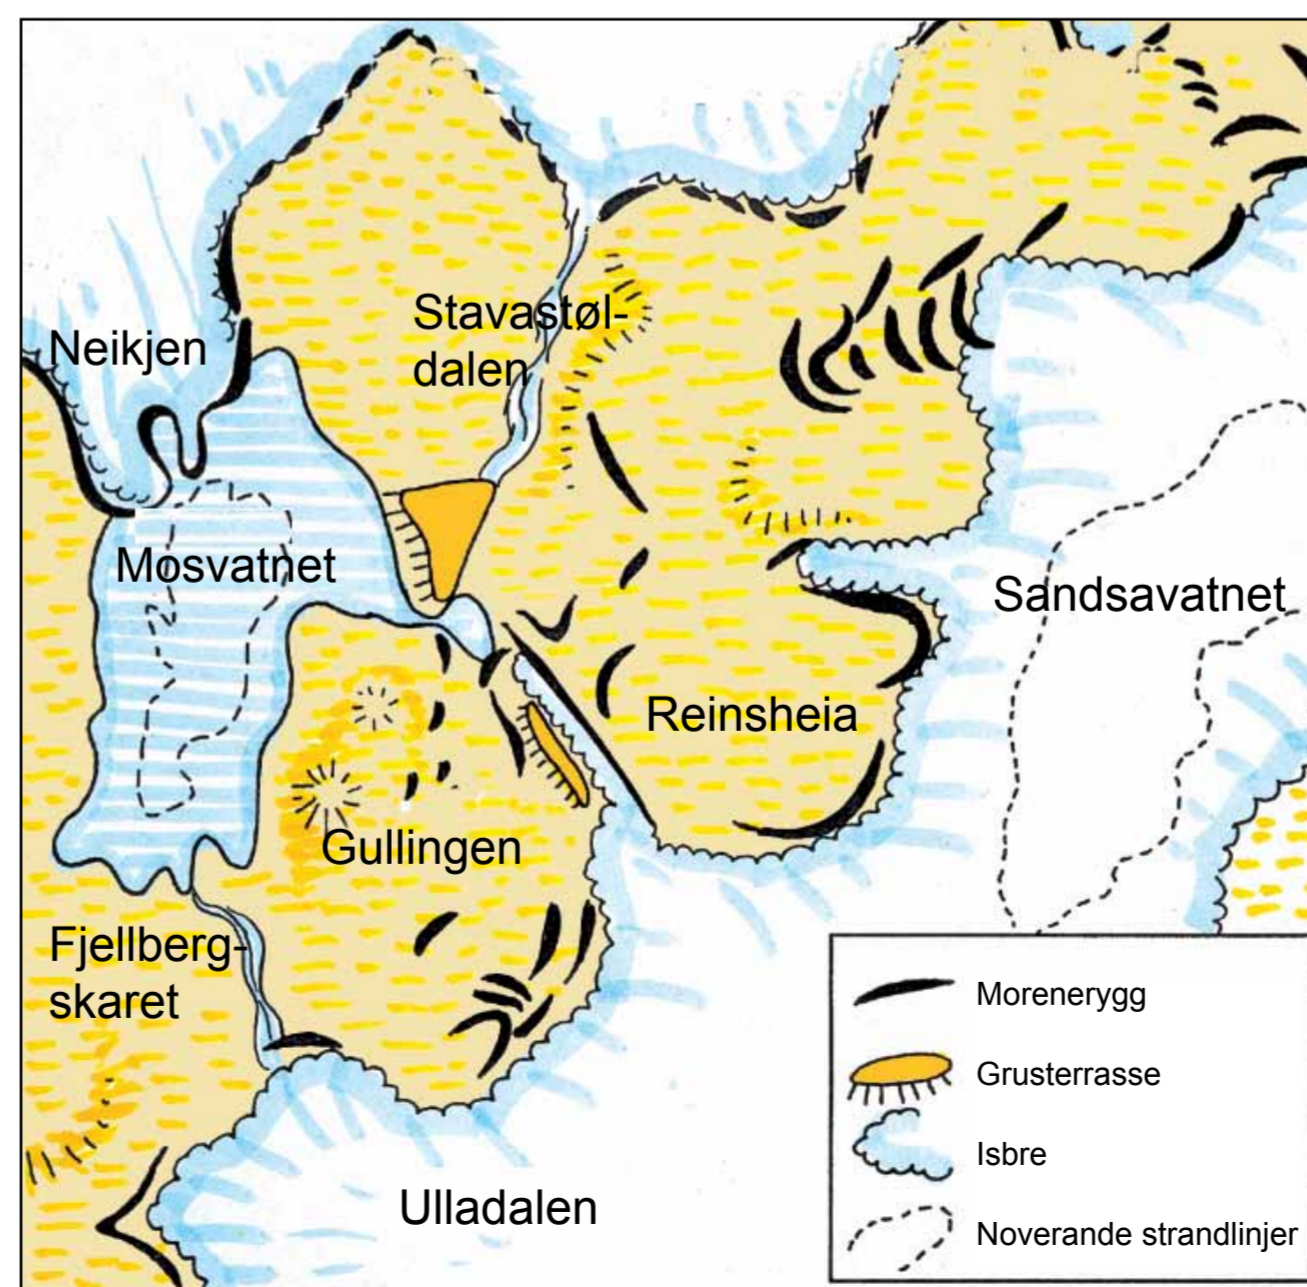 Stavastøl-
dalen
Neikjen
Mosvatnet
Sandsavatnet
Reinsheia
Gullingen
Fjellberg-
skaret
Ulladalen
Morenerygg
Grusterrasse
Isbre
Noverande strandlinjer